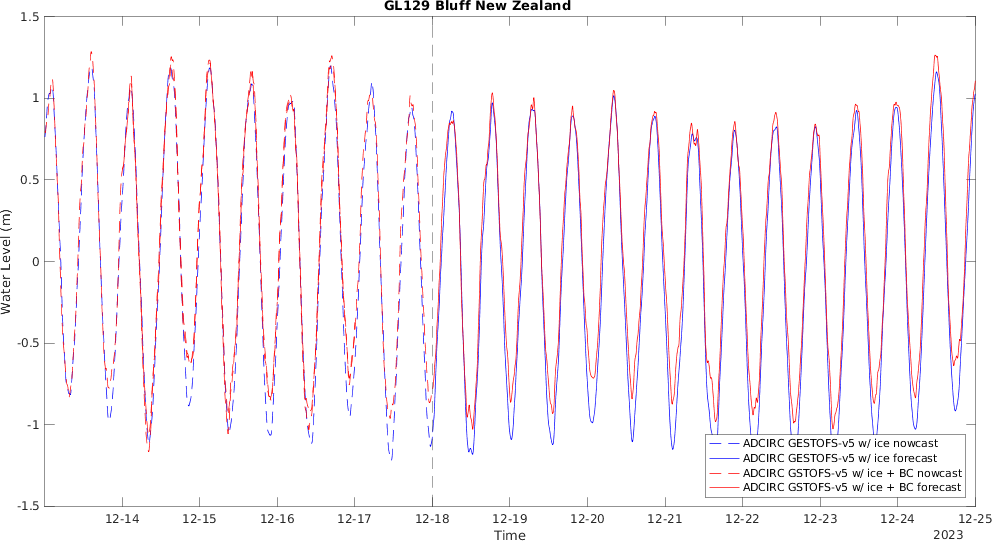 GL129 Bluff New Zealand
1.5
1
0.5
0
-0.5
-1
-1.5
Water Level (m)
12-14 12-15 12-16 12-17 12-18 12-19 12-20 12-21 12-22 12-23 12-24 12-25
Time
2023
ADCIRC GESTOFS-v5 w/ ice nowcast
ADCIRC GESTOFS-v5 w/ ice forecast
ADCIRC GSTOFS-v5 w/ ice + BC nowcast
ADCIRC GSTOFS-v5 w/ ice + BC forecast